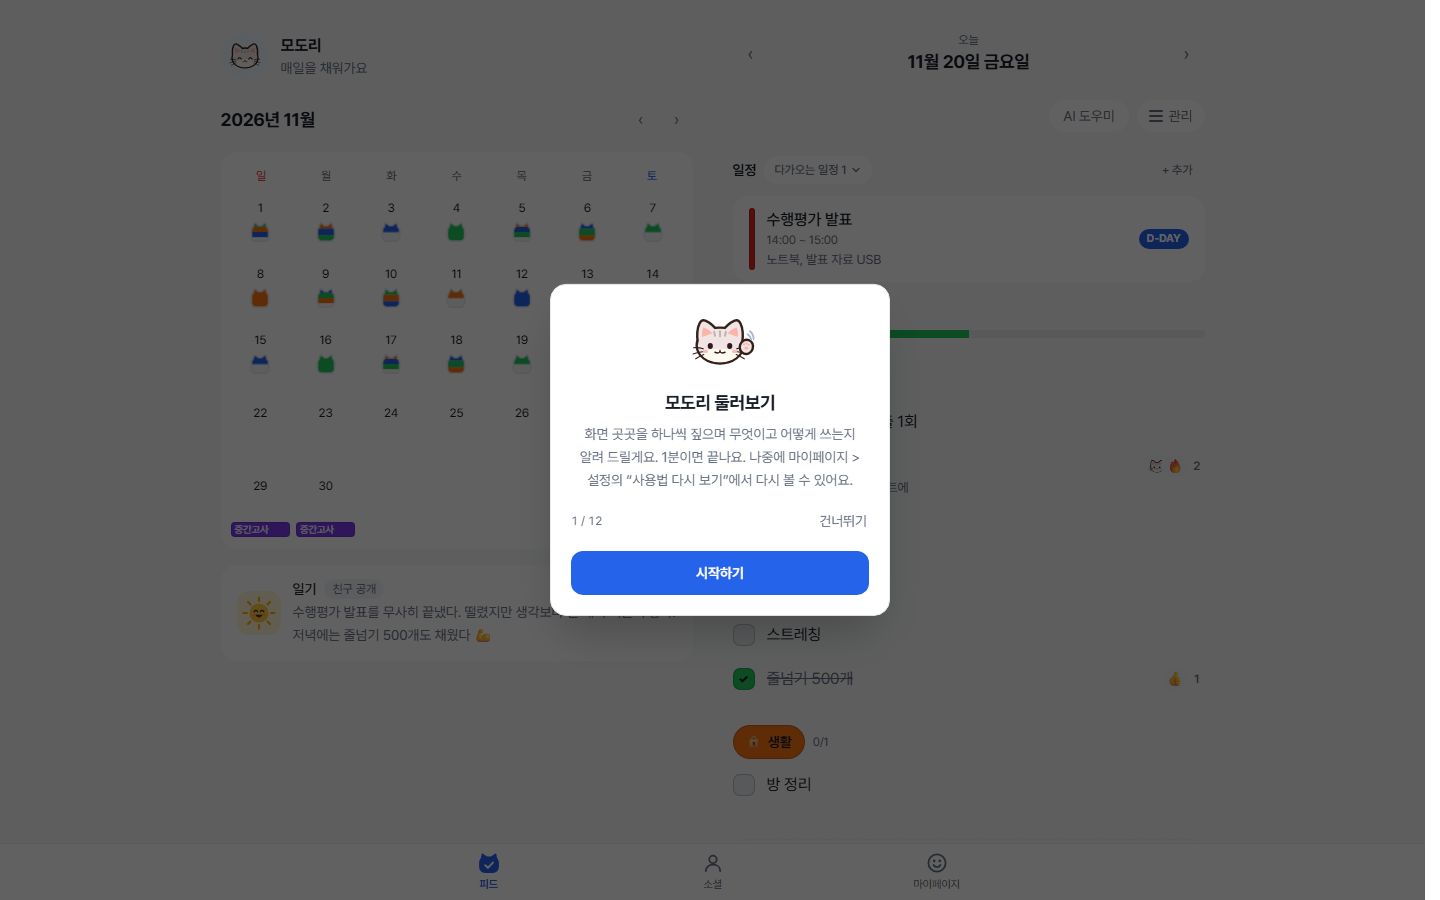 모도리
매일을 채워가요
오늘
11월 20일 금요일
2026년 11월
AI 도우미
관리
일 월 화 수 목 금 토
1 2 3 4 5 6 7
8 9 10 11 12 13 14
15 16 17 18 19
22 23 24 25 26
29 30
중간고사 중간고사
일기 친구 공개
수행평가 발표를 무사히 끝냈다. 떨렸지만
저녁에는 줄넘기 500개도 채웠다 💪
일정 다가오는 일정 1
+ 추가
수행평가 발표
14:00 – 15:00
노트북, 발표 자료 USB
D-DAY
1회
2
모도리 둘러보기
화면 곳곳을 하나씩 짚으며 무엇이고 어떻게 쓰는지
알려 드릴게요. 1분이면 끝나요. 나중에 마이페이지 >
설정의 “사용법 다시 보기”에서 다시 볼 수 있어요.
1 / 12
건너뛰기
시작하기
스트레칭
줄넘기 500개
1
생활 0/1
방 정리
피드
소셜
마이페이지